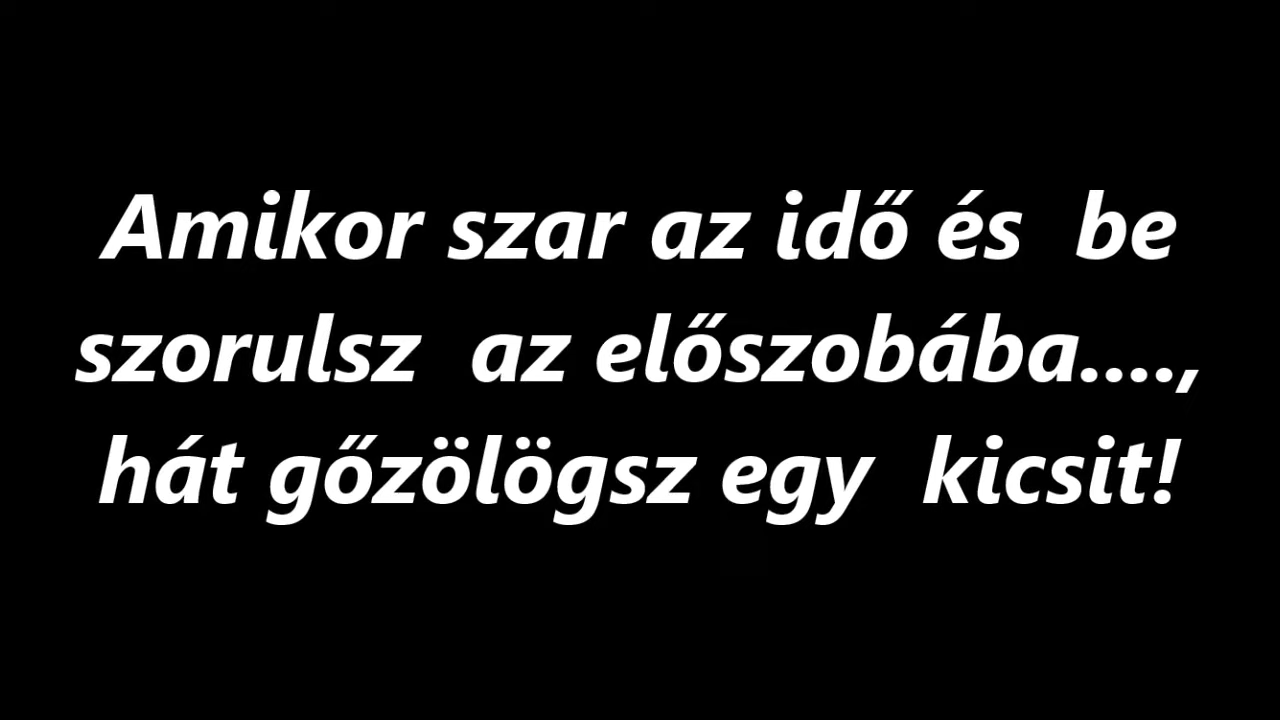 Amikor szar az idő és  be
szorulsz  az előszobába....,
hát gőzölögsz egy  kicsit!